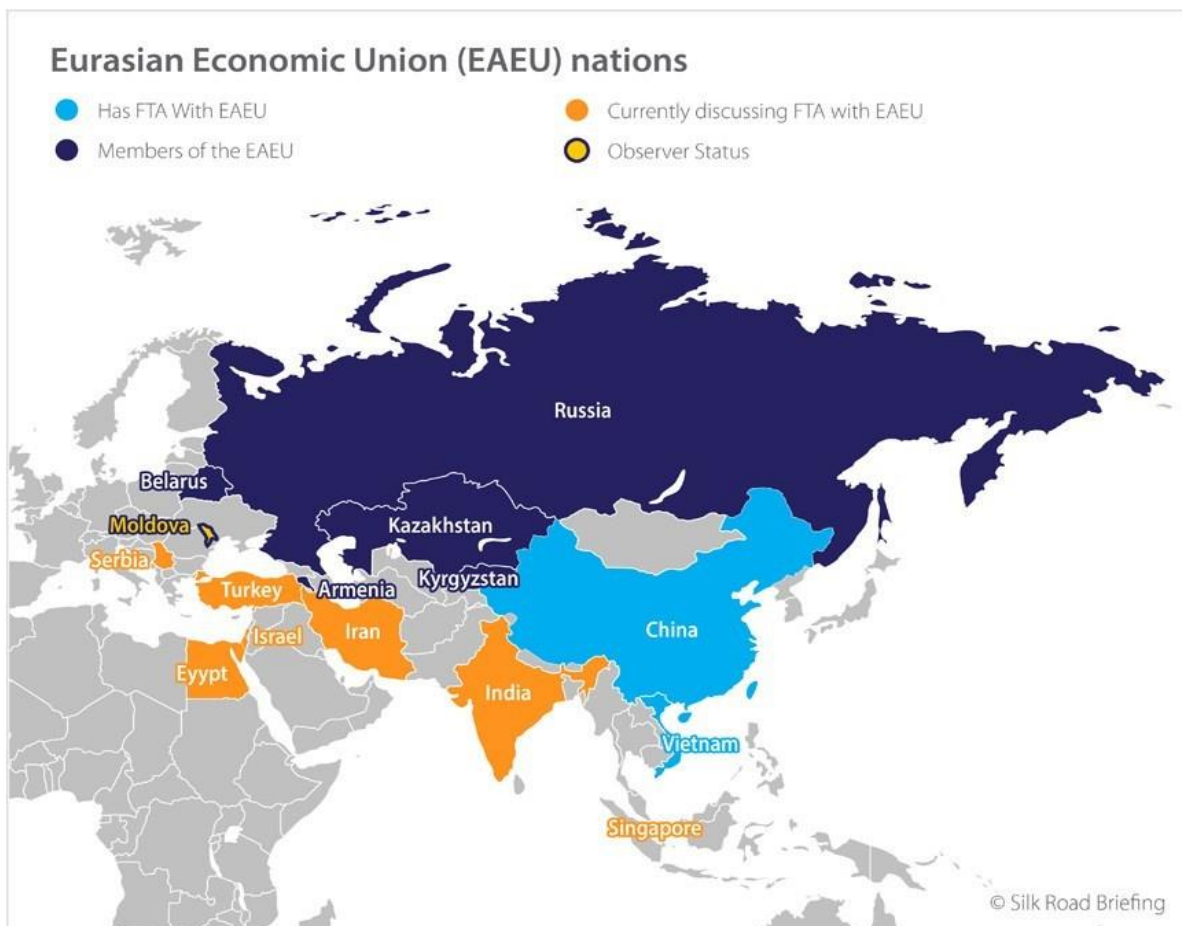 Eurasian Economic Union (EAEU) nations
Has FTA With EAEU
Currently discussing FTA with EAEU
Members of the EAEU
Observer Status
Russia
Belarus
Moldova
Kazakhstan
Serbia
Kyrgyzstan
Turkey
Armenia
Israel
Iran
China
Eyypt
India
Vietnam
Singapore
© Silk Road Briefing